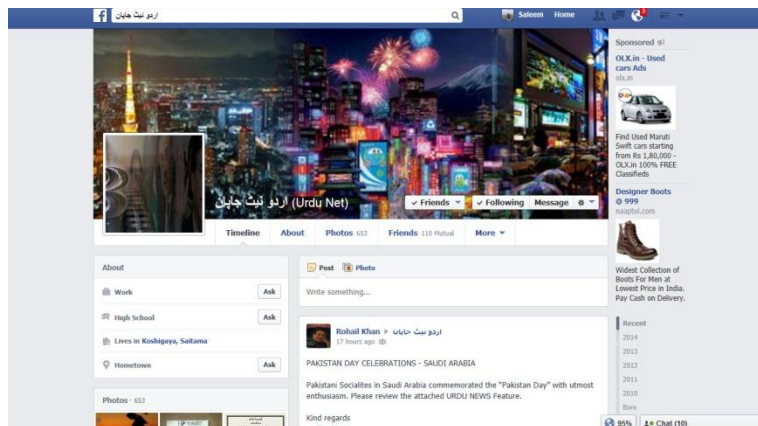 اردو نیٹ جاپان
Saleem Home
اردو نیٹ جاپان (Urdu Net)
Friends
Following
Message
Timeline About Photos 653 Friends 110 Mutual More
About
Work Ask
High School Ask
Lives in Koshigaya, Saitama
Hometown Ask
Photos · 653
Post Photo
Write something...
Rohail Khan ▸ اردو نیٹ جاپان
17 hours ago
PAKISTAN DAY CELEBRATIONS - SAUDI ARABIA
Pakistani Socialites in Saudi Arabia commemorated the "Pakistan Day" with utmost
enthusiasm. Please review the attached URDU NEWS Feature.
Kind regards
Sponsored
OLX.in - Used
cars Ads
olx.in
Find Used Maruti
Swift cars starting
from Rs 1,80,000 -
OLX.in 100% FREE
Classifieds
Designer Boots
@ 999
naaptol.com
Widest Collection of
Boots For Men at
Lowest Price in India.
Pay Cash on Delivery.
Recent
2014
2013
2012
2011
2010
Born
95%
Chat (10)